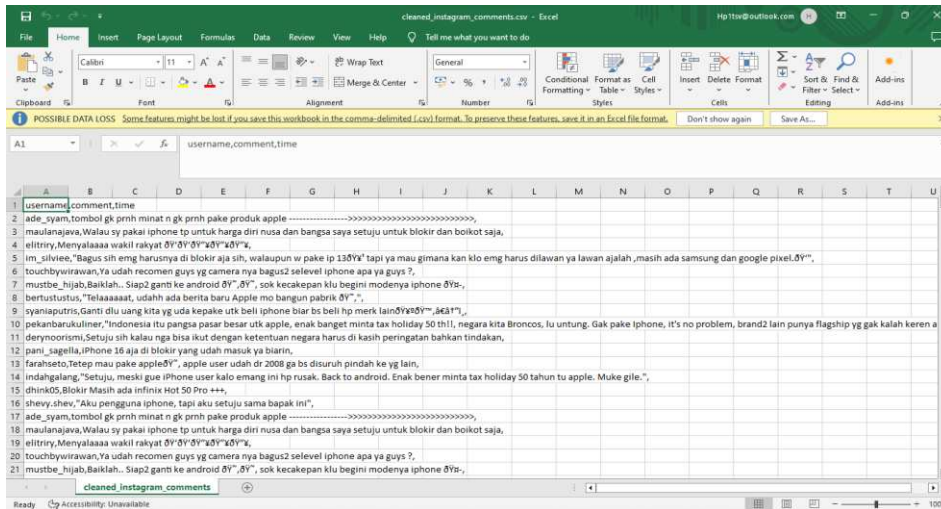 cleaned_instagram_comments.csv - Excel
Hp1tsv@outlook.com
H
File Home Insert Page Layout Formulas Data Review View Help Tell me what you want to do
Calibri 11 Wrap Text General
Paste B I U Merge & Center Conditional Formatting Format as Table Cell Styles Insert Delete Format Sort & Filter Find & Select Add-ins
Clipboard Font Alignment Number Styles Cells Editing Add-ins
POSSIBLE DATA LOSS Some features might be lost if you save this workbook in the comma-delimited (.csv) format. To preserve these features, save it in an Excel file format. Don't show again Save As...
A1 fx username,comment,time
A B C D E F G H I J K L M N O P Q R S T U
1 username,comment,time
2 ade_syam,tombol gk prnh minat n gk prnh pake produk apple ----------------->>>>>>>>>>>>>>>>>>>>>>>>>>,
3 maulanajava,Walau sy pakai iphone tp untuk harga diri nusa dan bangsa saya setuju untuk blokir dan boikot saja,
4 elitriry,Menyalaaaa wakil rakyat
5 im_silviee,"Bagus sih emg harusnya di blokir aja sih, walaupun w pake ip 13 tapi ya mau gimana kan klo emg harus dilawan ya lawan ajalah ,masih ada samsung dan google pixel.
6 touchbywirawan,Ya udah recomen guys yg camera nya bagus2 selevel iphone apa ya guys ?,
7 mustbe_hijab,Baiklah.. Siap2 ganti ke android sok kecakepan klu begini modenya iphone
8 bertustustus,"Telaaaaaat, udahh ada berita baru Apple mo bangun pabrik
9 syaniaputris,Ganti dlu uang kita yg uda kepake utk beli iphone biar bs beli hp merk lain
10 pekanbarukuliner,"Indonesia itu pangsa pasar besar utk apple, enak banget minta tax holiday 50 th!!, negara kita Broncos, lu untung. Gak pake Iphone, it's no problem, brand2 lain punya flagship yg gak kalah keren a
11 derynoorismi,Setuju sih kalau nga bisa ikut dengan ketentuan negara harus di kasih peringatan bahkan tindakan,
12 pani_sagella,iPhone 16 aja di blokir yang udah masuk ya biarin,
13 farahseto,Tetep mau pake apple apple user udah dr 2008 ga bs disuruh pindah ke yg lain,
14 indahgalang,"Setuju, meski gue iPhone user kalo emang ini hp rusak. Back to android. Enak bener minta tax holiday 50 tahun tu apple. Muke gile.",
15 dhink05,Blokir Masih ada infinix Hot 50 Pro +++,
16 shevy.shev,"Aku pengguna iphone, tapi aku setuju sama bapak ini",
17 ade_syam,tombol gk prnh minat n gk prnh pake produk apple ----------------->>>>>>>>>>>>>>>>>>>>>>>>>>,
18 maulanajava,Walau sy pakai iphone tp untuk harga diri nusa dan bangsa saya setuju untuk blokir dan boikot saja,
19 elitriry,Menyalaaaa wakil rakyat
20 touchbywirawan,Ya udah recomen guys yg camera nya bagus2 selevel iphone apa ya guys ?,
21 mustbe_hijab,Baiklah.. Siap2 ganti ke android sok kecakepan klu begini modenya iphone
cleaned_instagram_comments
Ready Accessibility: Unavailable 100